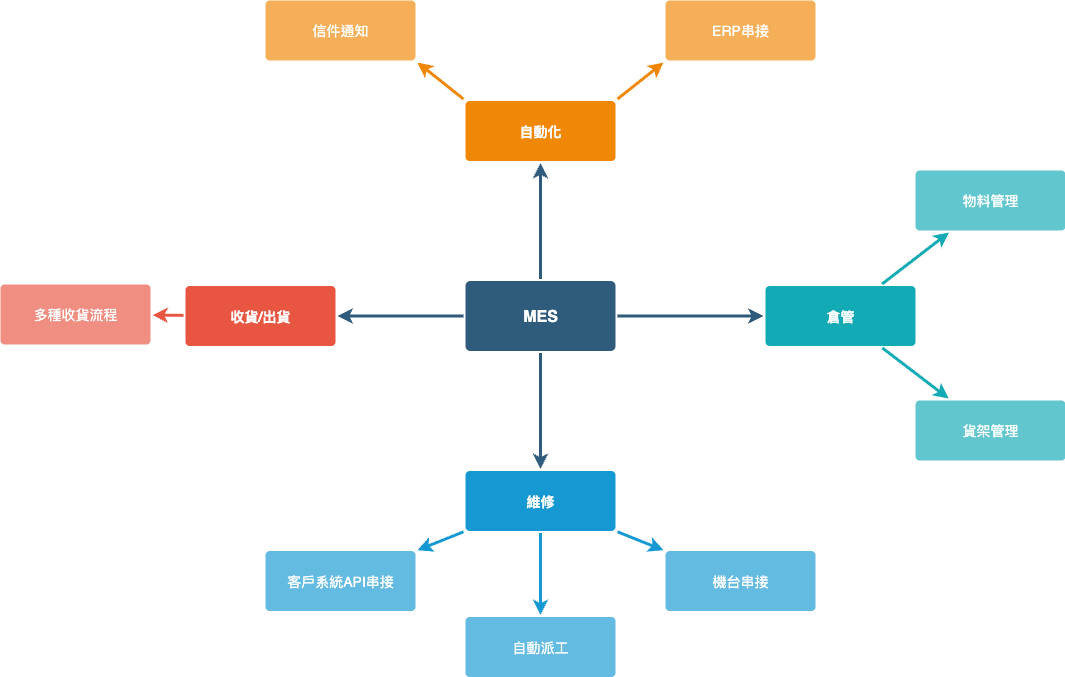 信件通知
ERP串接
自動化
物料管理
多種收貨流程
收貨/出貨
MES
倉管
貨架管理
維修
客戶系統API串接
機台串接
自動派工